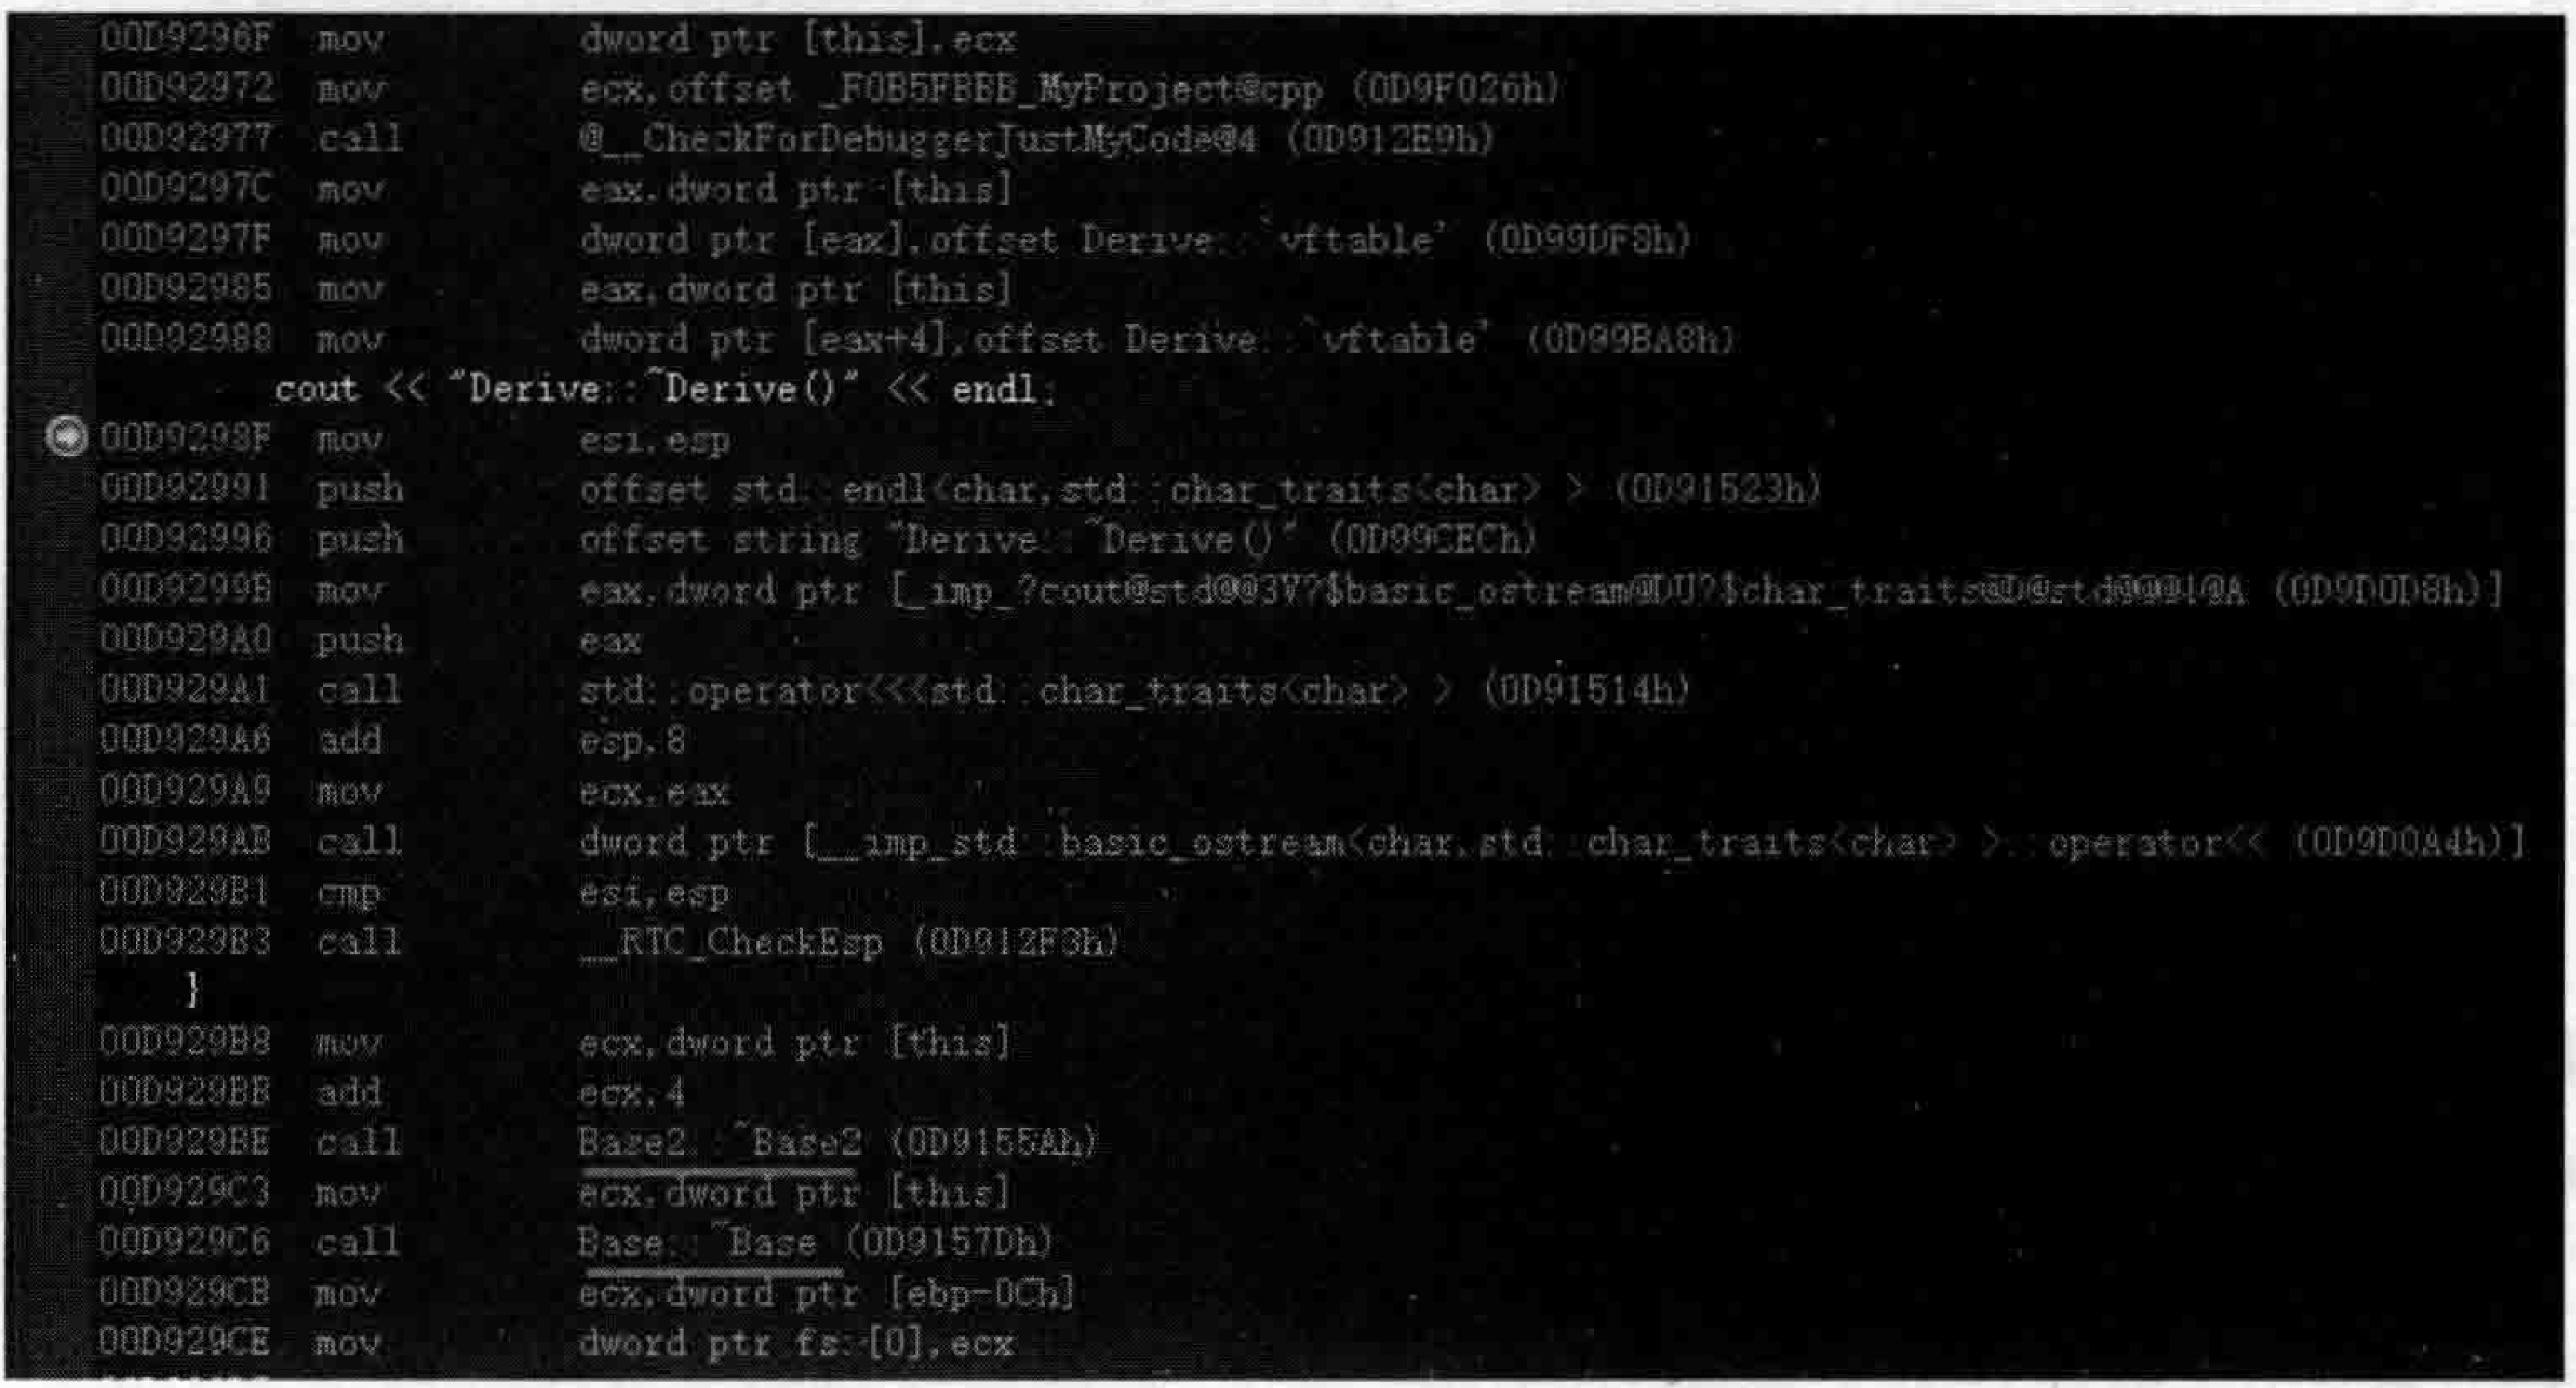 00D9296F mov dword ptr [this],ecx
00D92972 mov ecx,offset _F0B5FBBB_MyProject@cpp (0D9F026h)
00D92977 call @__CheckForDebuggerJustMyCode@4 (0D912E9h)
00D9297C mov eax,dword ptr [this]
00D9297F mov dword ptr [eax],offset Derive::`vftable' (0D99DF8h)
00D92985 mov eax,dword ptr [this]
00D92988 mov dword ptr [eax+4],offset Derive::`vftable' (0D99BA8h)
cout << "Derive::~Derive()" << endl;
00D9298F mov esi,esp
00D92991 push offset std::endl<char,std::char_traits<char> > (0D91523h)
00D92996 push offset string "Derive::~Derive()" (0D99CECh)
00D9299B mov eax,dword ptr [_imp_?cout@std@@3V?$basic_ostream@DU?$char_traits@D@std@@@1@A (0D9D0D8h)]
00D929A0 push eax
00D929A1 call std::operator<<<std::char_traits<char> > (0D91514h)
00D929A6 add esp,8
00D929A9 mov ecx,eax
00D929AB call dword ptr [__imp_std::basic_ostream<char,std::char_traits<char> >::operator<< (0D9D0A4h)]
00D929B1 cmp esi,esp
00D929B3 call __RTC_CheckEsp (0D912F3h)
}
00D929B8 mov ecx,dword ptr [this]
00D929BB add ecx,4
00D929BE call Base2::~Base2 (0D9155Ah)
00D929C3 mov ecx,dword ptr [this]
00D929C6 call Base::~Base (0D9157Dh)
00D929CB mov ecx,dword ptr [ebp-0Ch]
00D929CE mov dword ptr fs:[0],ecx